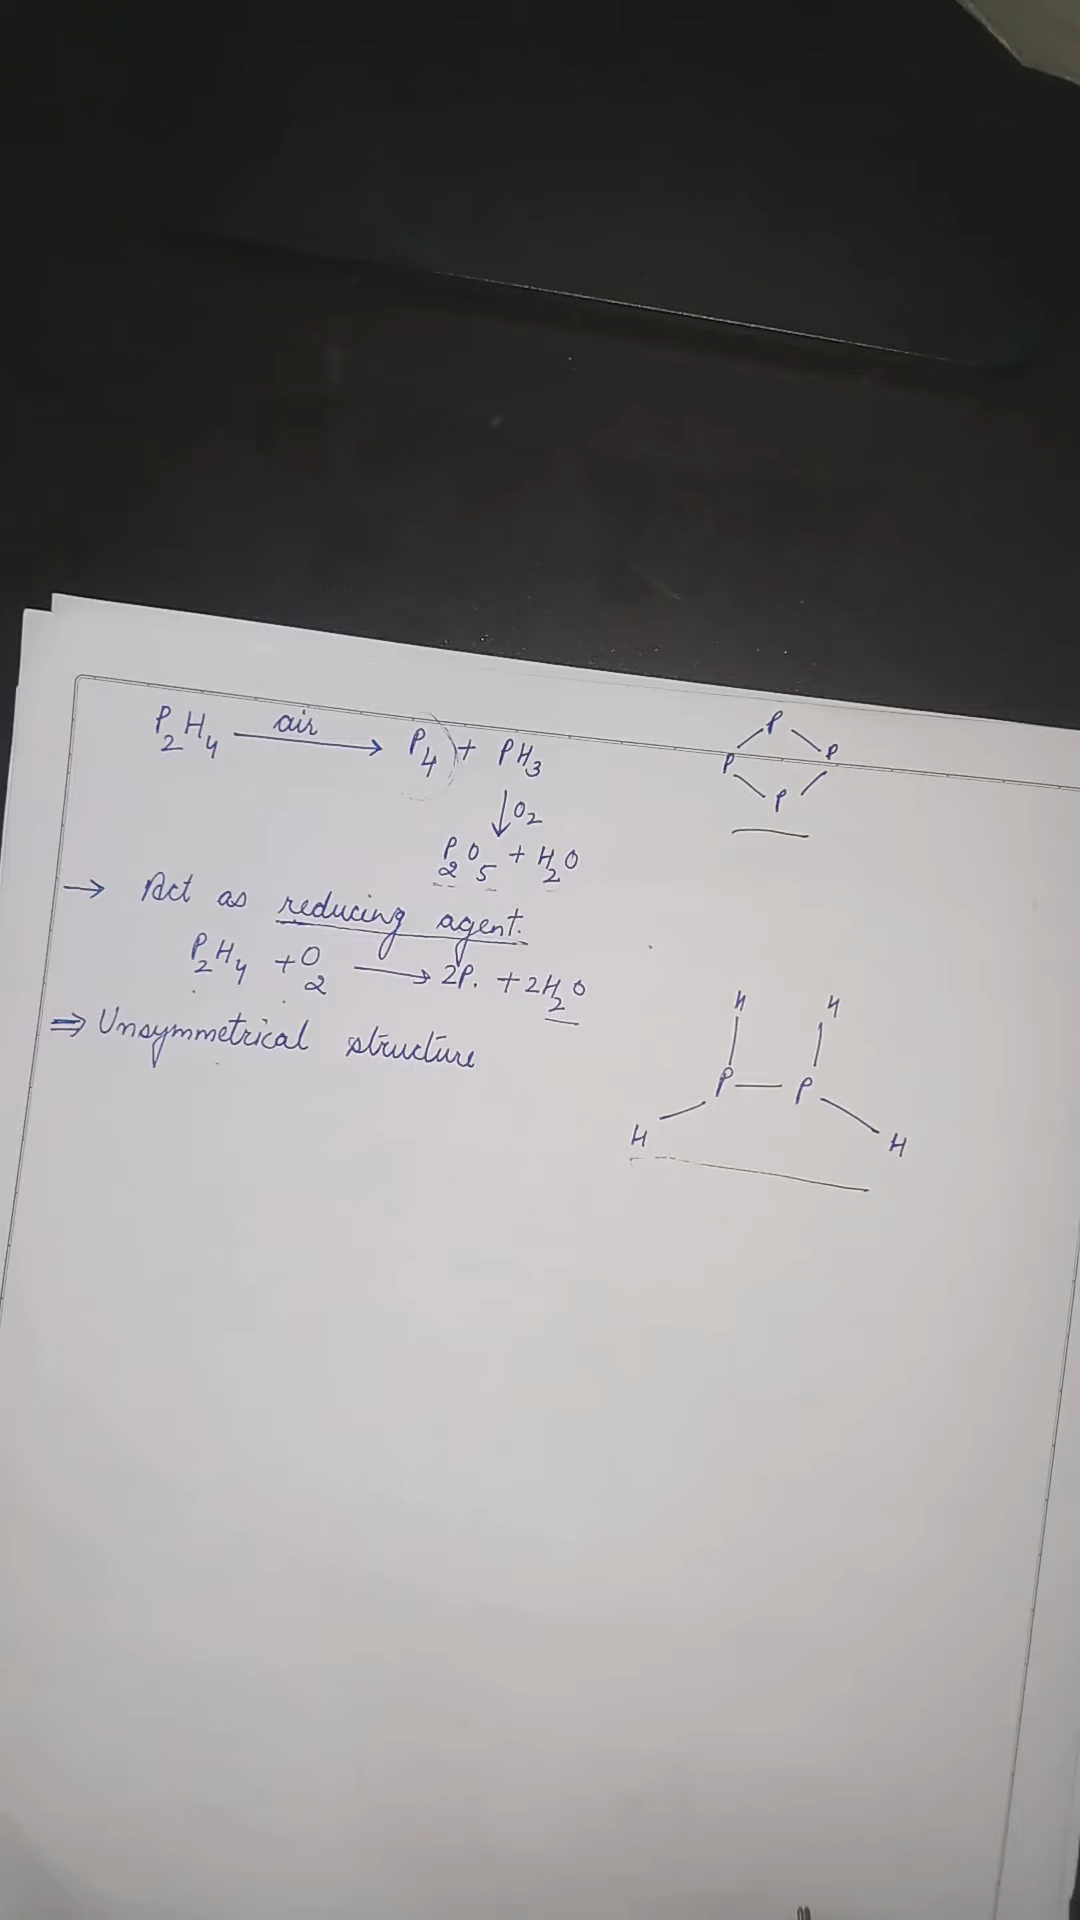 P2H4 air → P4 + PH3
↓ O2
P2O5 + H2O
→ Act as reducing agent.
P2H4 + O2 → 2P. + 2H2O
⇒ Unsymmetrical structure
P
P P
P
H H
P — P
H H